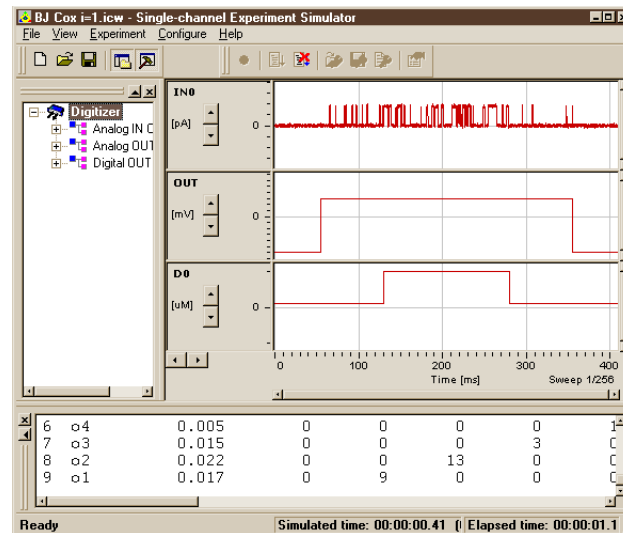 BJ Cox i=1.icw - Single-channel Experiment Simulator
File View Experiment Configure Help
Digitizer
Analog IN C
Analog OUT
Digital OUT
IN0
[pA]
0
OUT
[mV]
0
D0
[uM]
0
0 100 200 300 400
Time [ms] Sweep 1/256
6 o4 0.005 0 0 0 0 1
7 o3 0.015 0 0 0 3 0
8 o2 0.022 0 0 13 0 0
9 o1 0.017 0 9 0 0 0
Ready Simulated time: 00:00:00.41 Elapsed time: 00:00:01.1